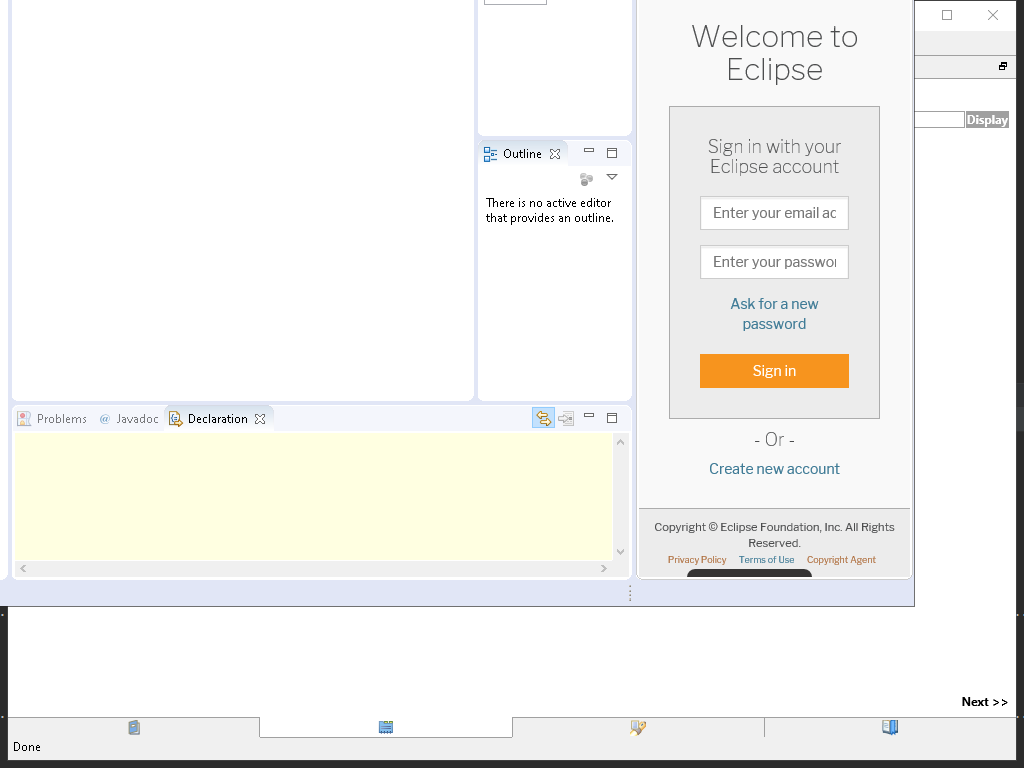 Welcome to
Eclipse
Display
Sign in with your
Eclipse account
Outline
There is no active editor
that provides an outline.
Enter your email ac
Enter your passwo
Ask for a new
password
Sign in
Problems
@ Javadoc
Declaration
- Or -
Create new account
Copyright © Eclipse Foundation, Inc. All Rights
Reserved.
Privacy Policy
Terms of Use
Copyright Agent
Next >>
Done